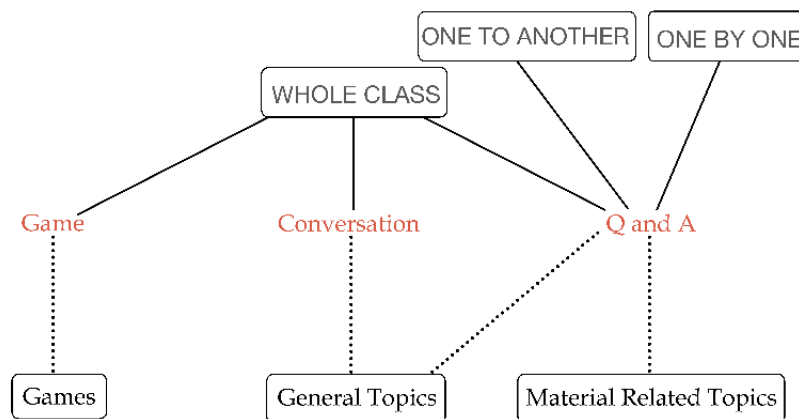 ONE TO ANOTHER
ONE BY ONE
WHOLE CLASS
Game
Conversation
Q and A
Games
General Topics
Material Related Topics